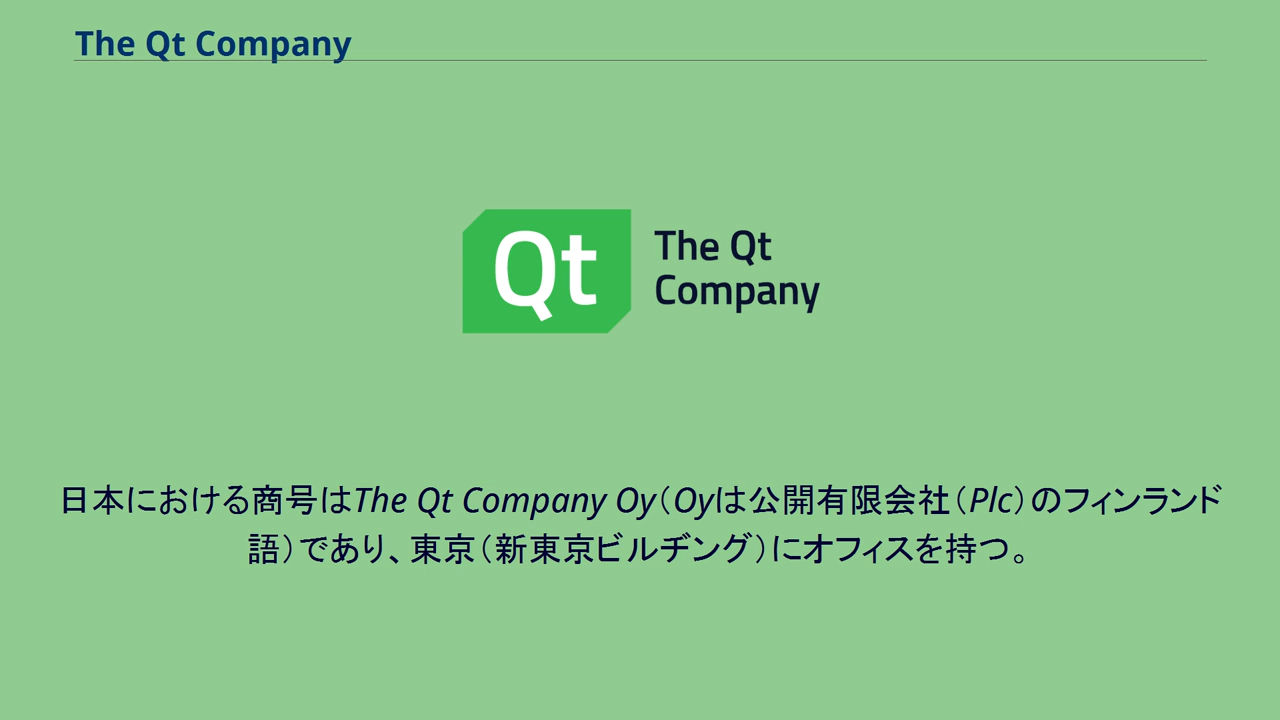 The Qt Company
Qt
The Qt
Company
日本における商号はThe Qt Company Oy（Oyは公開有限会社（Plc）のフィンランド
語）であり、東京（新東京ビルヂング）にオフィスを持つ。